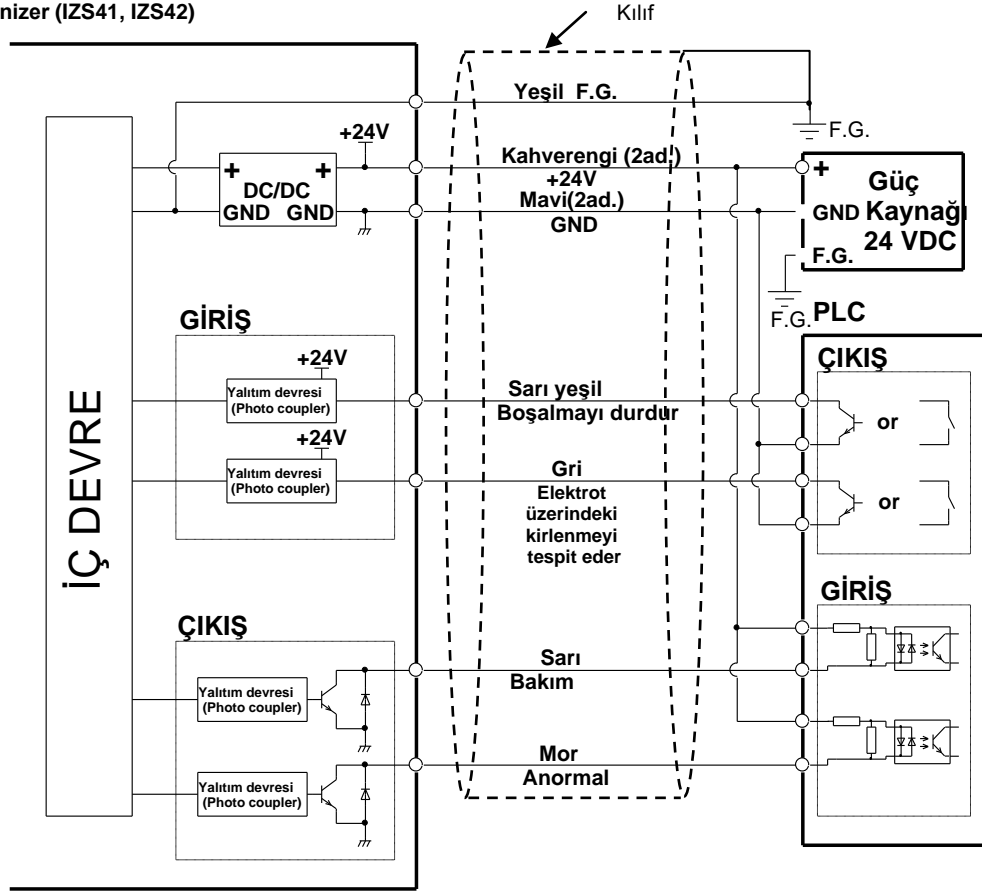 nizer (IZS41, IZS42)
Kılıf
Yeşil F.G.
F.G.
+24V
Kahverengi (2ad.)
+24V
Mavi(2ad.)
GND
+ +
DC/DC
GND GND
+
Güç
GND Kaynağı
24 VDC
F.G.
F.G.
PLC
GİRİŞ
+24V
Yalıtım devresi
(Photo coupler)
+24V
Yalıtım devresi
(Photo coupler)
İÇ DEVRE
Sarı yeşil
Boşalmayı durdur
Gri
Elektrot
üzerindeki
kirlenmeyi
tespit eder
ÇIKIŞ
or
or
GİRİŞ
ÇIKIŞ
Yalıtım devresi
(Photo coupler)
Yalıtım devresi
(Photo coupler)
Sarı
Bakım
Mor
Anormal